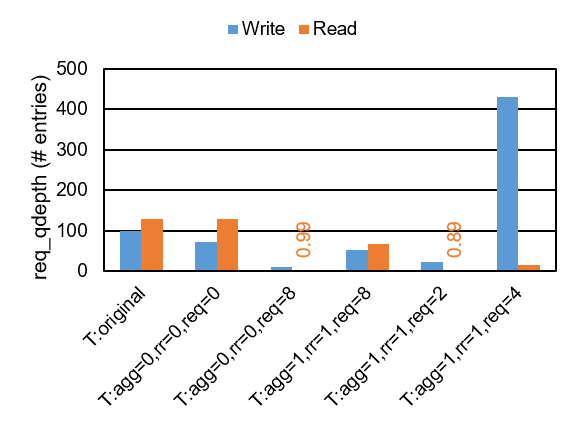 Write Read
req_qdepth (# entries)
500
400
300
200
100
0
0.99
0.89
T:original
T:agg=0,rr=0,req=0
T:agg=0,rr=0,req=8
T:agg=1,rr=1,req=8
T:agg=1,rr=1,req=2
T:agg=1,rr=1,req=4